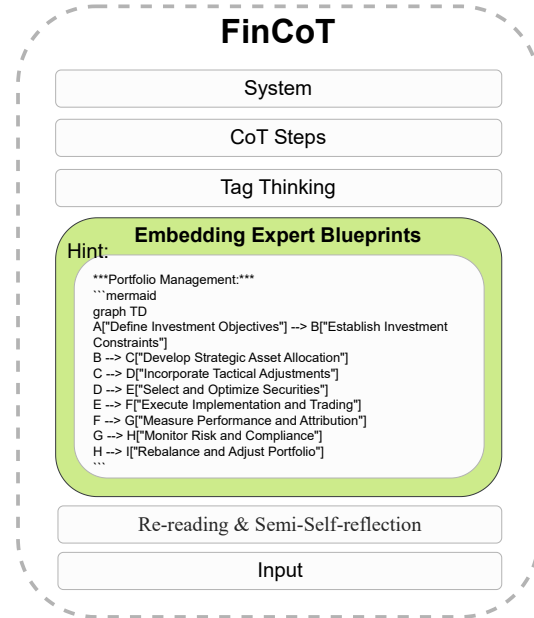 FinCoT
System
CoT Steps
Tag Thinking
Embedding Expert Blueprints
Hint:
***Portfolio Management:***
```mermaid
graph TD
A["Define Investment Objectives"] --> B["Establish Investment
Constraints"]
B --> C["Develop Strategic Asset Allocation"]
C --> D["Incorporate Tactical Adjustments"]
D --> E["Select and Optimize Securities"]
E --> F["Execute Implementation and Trading"]
F --> G["Measure Performance and Attribution"]
G --> H["Monitor Risk and Compliance"]
H --> I["Rebalance and Adjust Portfolio"]
```
Re-reading & Semi-Self-reflection
Input